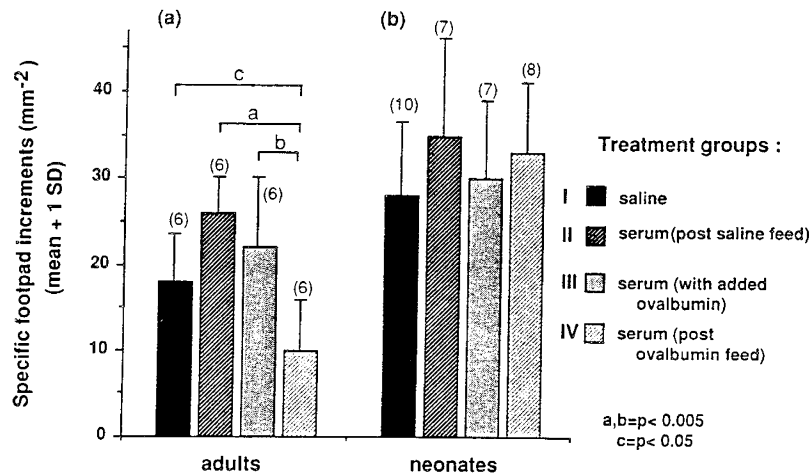 (a)
(b)
Specific footpad increments (mm-2)
(mean + 1 SD)
40
30
20
10
0
c
a
b
(6)
(6)
(6)
(6)
(10)
(7)
(7)
(8)
adults
neonates
Treatment groups :
I saline
II serum (post saline feed)
III serum (with added
ovalbumin)
IV serum (post
ovalbumin feed)
a,b=p< 0.005
c=p< 0.05